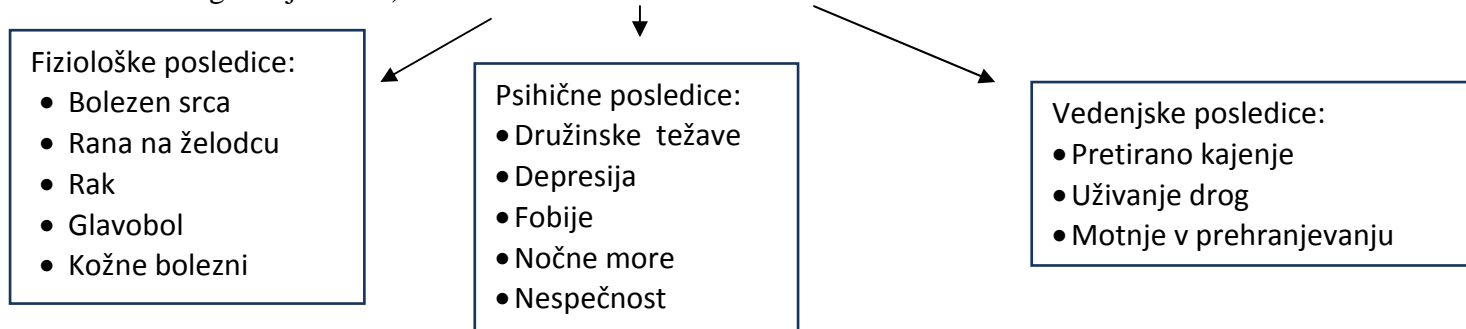 Fiziološke posledice:
• Bolezen srca
• Rana na želodcu
• Rak
• Glavobol
• Kožne bolezni
Psihične posledice:
• Družinske težave
• Depresija
• Fobije
• Nočne more
• Nespečnost
Vedenjske posledice:
• Pretirano kajenje
• Uživanje drog
• Motnje v prehranjevanju